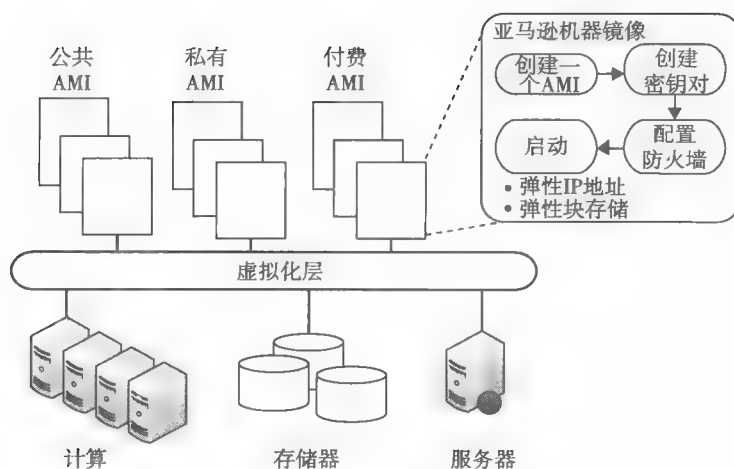 公共
AMI
私有
AMI
付费
AMI
亚马逊机器镜像
创建一
个AMI
创建
密钥对
配置
防火墙
启动
• 弹性IP地址
• 弹性块存储
虚拟化层
计算
存储器
服务器